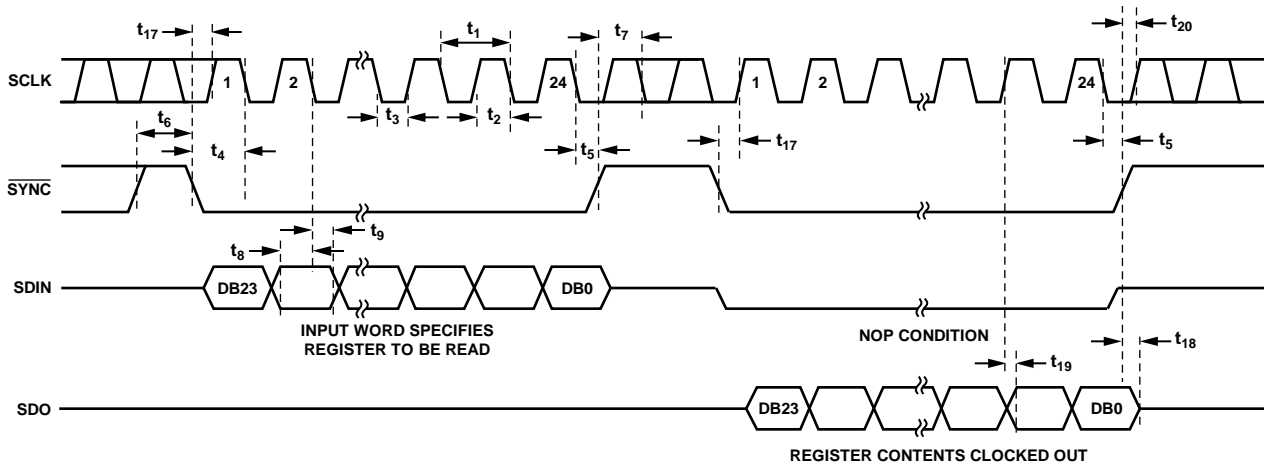 t17 t1 t7 t20
SCLK 1 2 24 1 2 24
t6 t3 t2
t4 t5 t17 t5
SYNC
t8 t9
SDIN DB23 DB0
INPUT WORD SPECIFIES
REGISTER TO BE READ
NOP CONDITION
t18
t19
SDO DB23 DB0
REGISTER CONTENTS CLOCKED OUT